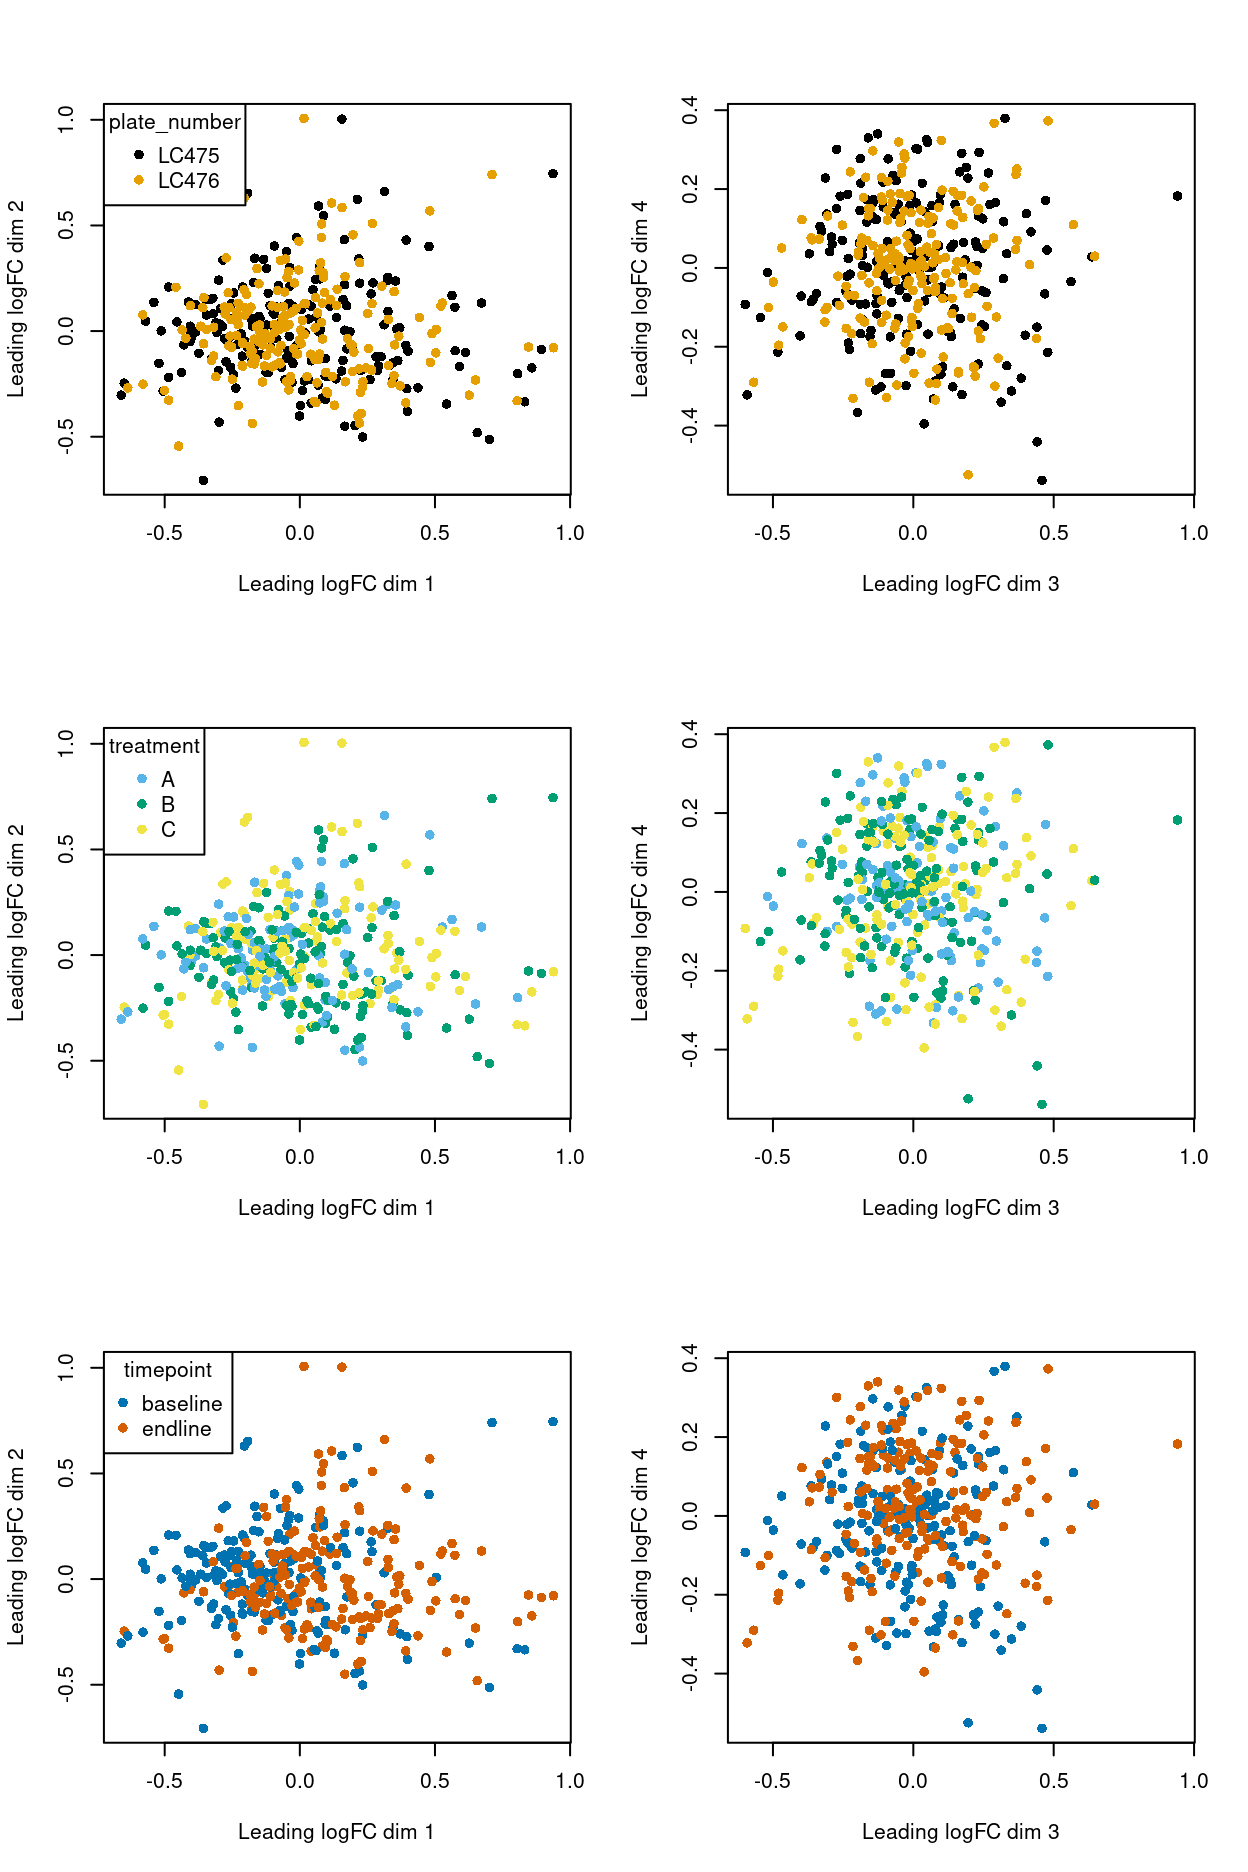 plate_number
LC475
LC476
1.0
0.5
0.0
-0.5
Leading logFC dim 2
-0.5 0.0 0.5 1.0
Leading logFC dim 1
0.4
0.2
0.0
-0.2
-0.4
Leading logFC dim 4
-0.5 0.0 0.5 1.0
Leading logFC dim 3
treatment
A
B
C
1.0
0.5
0.0
-0.5
Leading logFC dim 2
-0.5 0.0 0.5 1.0
Leading logFC dim 1
0.4
0.2
0.0
-0.2
-0.4
Leading logFC dim 4
-0.5 0.0 0.5 1.0
Leading logFC dim 3
timepoint
baseline
endline
1.0
0.5
0.0
-0.5
Leading logFC dim 2
-0.5 0.0 0.5 1.0
Leading logFC dim 1
0.4
0.2
0.0
-0.2
-0.4
Leading logFC dim 4
-0.5 0.0 0.5 1.0
Leading logFC dim 3